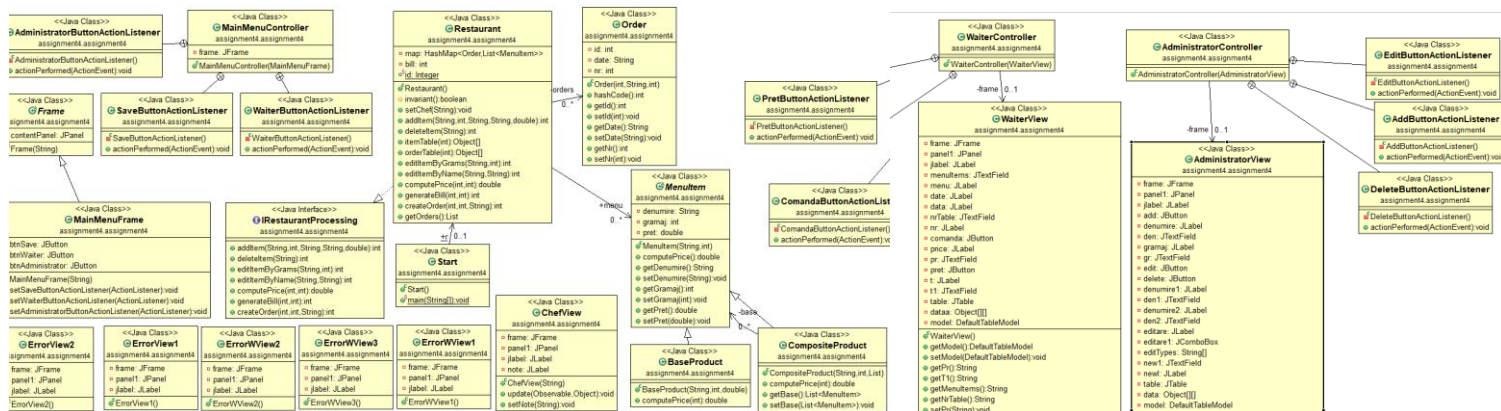 <<Java Class>>
AdministratorButtonActionListener
assignment4.assignment4
AdministratorButtonActionListener()
actionPerformed(ActionEvent):void
<<Java Class>>
MainMenuController
assignment4.assignment4
frame: JFrame
MainMenuController(MainMenuFrame)
<<Java Class>>
Frame
assignment4.assignment4
contentPanel: JPanel
Frame(String)
<<Java Class>>
SaveButtonActionListener
assignment4.assignment4
SaveButtonActionListener()
actionPerformed(ActionEvent):void
<<Java Class>>
WaiterButtonActionListener
assignment4.assignment4
WaiterButtonActionListener()
actionPerformed(ActionEvent):void
<<Java Class>>
MainMenuFrame
assignment4.assignment4
btnSave: JButton
btnWaiter: JButton
btnAdministrator: JButton
MainMenuFrame(String)
setSaveButtonActionListener(ActionListener):void
setWaiterButtonActionListener(ActionListener):void
setAdministratorButtonActionListener(ActionListener):void
<<Java Interface>>
IRestaurantProcessing
assignment4.assignment4
addItem(String,int,String,String,double):int
deleteItem(String):int
editItemByGrams(String,int):int
editItemByName(String,String):int
computePrice(int,int):double
generateBill(int,int):int
createOrder(int,int,String):int
<<Java Class>>
Restaurant
assignment4.assignment4
map: HashMap<Order,List<MenuItem>>
bill: int
id: Integer
Restaurant()
invariant():boolean
setChef(String):void
addItem(String,int,String,String,double):int
deleteItem(String):int
itemTable(int):Object[]
orderTable(int):Object[]
editItemByGrams(String,int):int
editItemByName(String,String):int
computePrice(int,int):double
generateBill(int,int):int
createOrder(int,int,String):int
getOrders():List
-orders
0..*
<<Java Class>>
Order
assignment4.assignment4
id: int
date: String
nr: int
Order(int,String,int)
hashCode():int
getId():int
setId(int):void
getDate():String
setDate(String):void
getNr():int
setNr(int):void
+menu
0..*
+r 0..1
<<Java Class>>
Start
assignment4.assignment4
Start()
main(String[]):void
<<Java Class>>
MenuItem
assignment4.assignment4
denumire: String
gramaj: int
pret: double
MenuItem(String,int)
computePrice():double
getDenumire():String
setDenumire(String):void
getGramaj():int
setGramaj(int):void
getPret():double
setPret(double):void
-base
0..*
<<Java Class>>
ErrorView2
assignment4.assignment4
frame: JFrame
panel1: JPanel
jlabel: JLabel
ErrorView2()
<<Java Class>>
ErrorView1
assignment4.assignment4
frame: JFrame
panel1: JPanel
jlabel: JLabel
ErrorView1()
<<Java Class>>
ErrorWView2
assignment4.assignment4
frame: JFrame
panel1: JPanel
jlabel: JLabel
ErrorWView2()
<<Java Class>>
ErrorWView3
assignment4.assignment4
frame: JFrame
panel1: JPanel
jlabel: JLabel
ErrorWView3()
<<Java Class>>
ErrorWView1
assignment4.assignment4
frame: JFrame
panel1: JPanel
jlabel: JLabel
ErrorWView1()
<<Java Class>>
ChefView
assignment4.assignment4
frame: JFrame
panel1: JPanel
jlabel: JLabel
note: JLabel
ChefView(String)
update(Observable,Object):void
setNote(String):void
<<Java Class>>
BaseProduct
assignment4.assignment4
BaseProduct(String,int,double)
computePrice(int):double
<<Java Class>>
CompositeProduct
assignment4.assignment4
CompositeProduct(String,int,List)
computePrice(int):double
getBase():List<MenuItem>
setBase(List<MenuItem>):void
<<Java Class>>
WaiterController
assignment4.assignment4
WaiterController(WaiterView)
<<Java Class>>
PretButtonActionListener
assignment4.assignment4
PretButtonActionListener()
actionPerformed(ActionEvent):void
<<Java Class>>
ComandaButtonActionList
assignment4.assignment4
ComandaButtonActionListener()
actionPerformed(ActionEvent):void
-frame 0..1
<<Java Class>>
WaiterView
assignment4.assignment4
frame: JFrame
panel1: JPanel
jlabel: JLabel
menuItems: JTextField
menu: JLabel
date: JLabel
data: JLabel
nrTable: JTextField
nr: JLabel
comanda: JButton
price: JLabel
pr: JTextField
pret: JButton
t: JLabel
t1: JTextField
table: JTable
dataa: Object[][]
model: DefaultTableModel
WaiterView()
getModel():DefaultTableModel
setModel(DefaultTableModel):void
getPr():String
getT1():String
getMenuItems():String
getNrTable():String
setPr(String):void
<<Java Class>>
AdministratorController
assignment4.assignment4
AdministratorController(AdministratorView)
-frame 0..1
<<Java Class>>
AdministratorView
assignment4.assignment4
frame: JFrame
panel1: JPanel
jlabel: JLabel
add: JButton
denumire: JLabel
den: JTextField
gramaj: JLabel
gr: JTextField
edit: JButton
delete: JButton
denumire1: JLabel
den1: JTextField
denumire2: JLabel
den2: JTextField
editare: JLabel
editare1: JComboBox
editTypes: String[]
new1: JTextField
newl: JLabel
table: JTable
data: Object[][]
model: DefaultTableModel
<<Java Class>>
EditButtonActionListener
assignment4.assignment4
EditButtonActionListener()
actionPerformed(ActionEvent):void
<<Java Class>>
AddButtonActionListener
assignment4.assignment4
AddButtonActionListener()
actionPerformed(ActionEvent):void
<<Java Class>>
DeleteButtonActionListener
assignment4.assignment4
DeleteButtonActionListener()
actionPerformed(ActionEvent):void